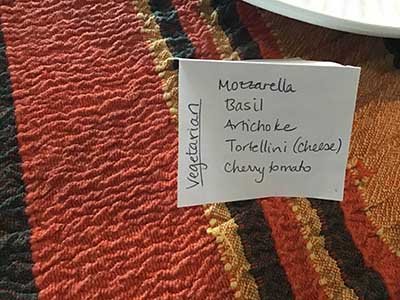 Vegetarian
Mozzarella
Basil
Artichoke
Tortellini (cheese)
Cherry tomato